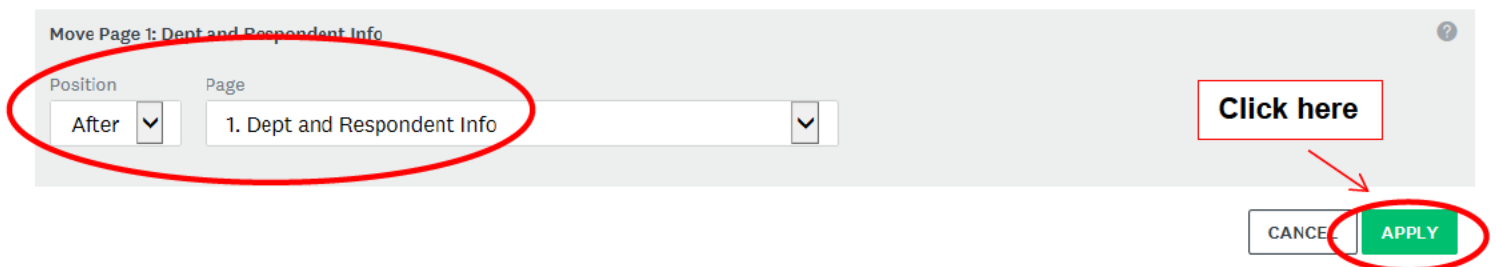 Move Page 1: Dept and Respondent Info
Position Page
After 1. Dept and Respondent Info
Click here
CANCEL APPLY